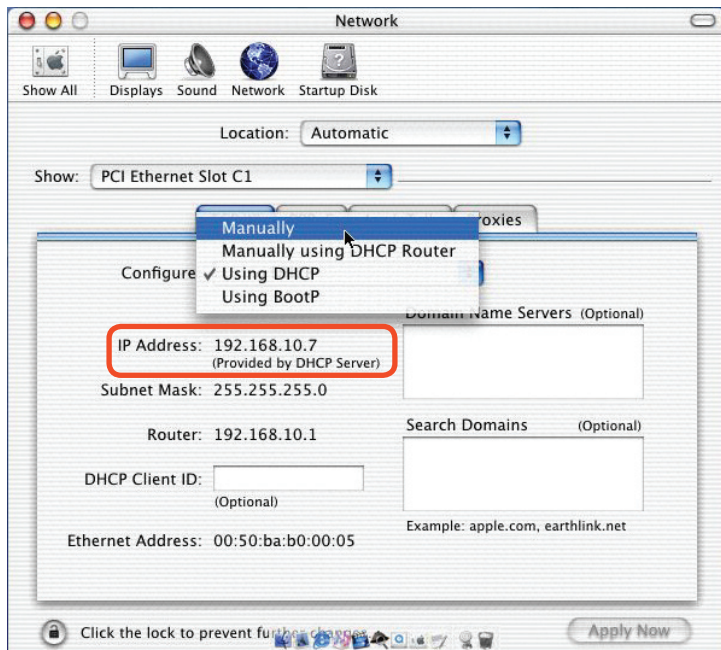 Network
Show All Displays Sound Network Startup Disk
Location: Automatic
Show: PCI Ethernet Slot C1
Proxies
Manually
Manually using DHCP Router
Configure ✓ Using DHCP
Using BootP
Domain Name Servers (Optional)
IP Address: 192.168.10.7
(Provided by DHCP Server)
Subnet Mask: 255.255.255.0
Search Domains (Optional)
Router: 192.168.10.1
DHCP Client ID:
(Optional)
Example: apple.com, earthlink.net
Ethernet Address: 00:50:ba:b0:00:05
Click the lock to prevent further changes.
Apply Now